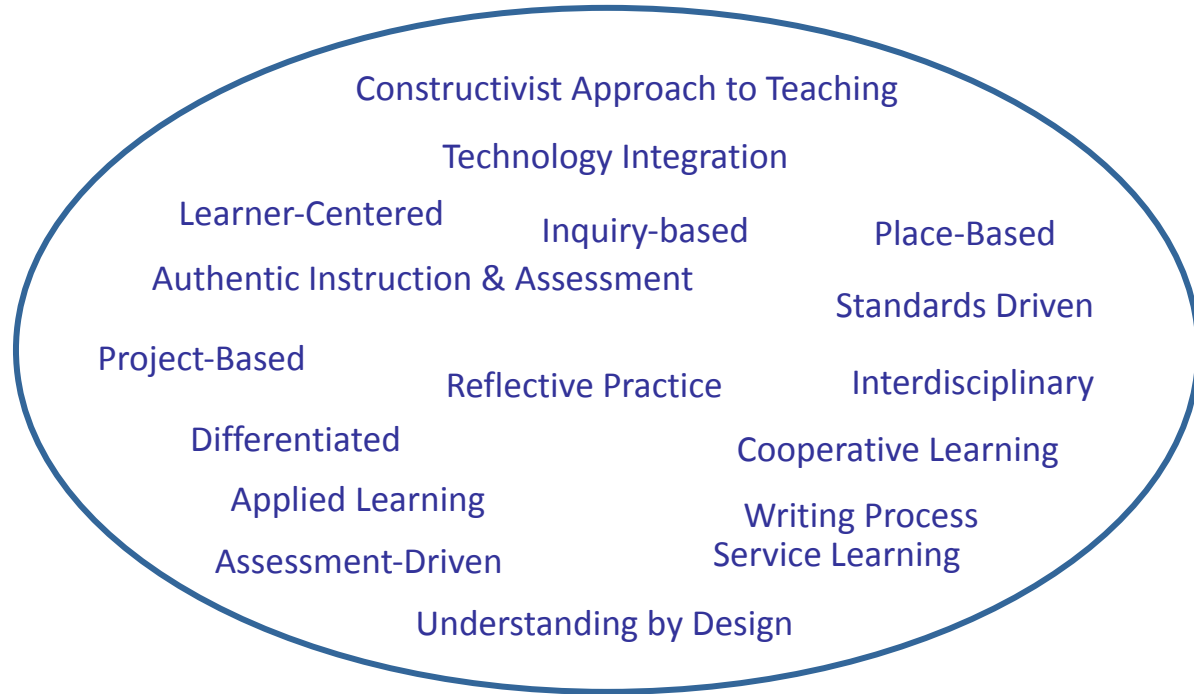 Constructivist Approach to Teaching
Technology Integration
Learner-Centered
Inquiry-based
Place-Based
Authentic Instruction & Assessment
Standards Driven
Project-Based
Reflective Practice
Interdisciplinary
Differentiated
Cooperative Learning
Applied Learning
Writing Process
Assessment-Driven
Service Learning
Understanding by Design